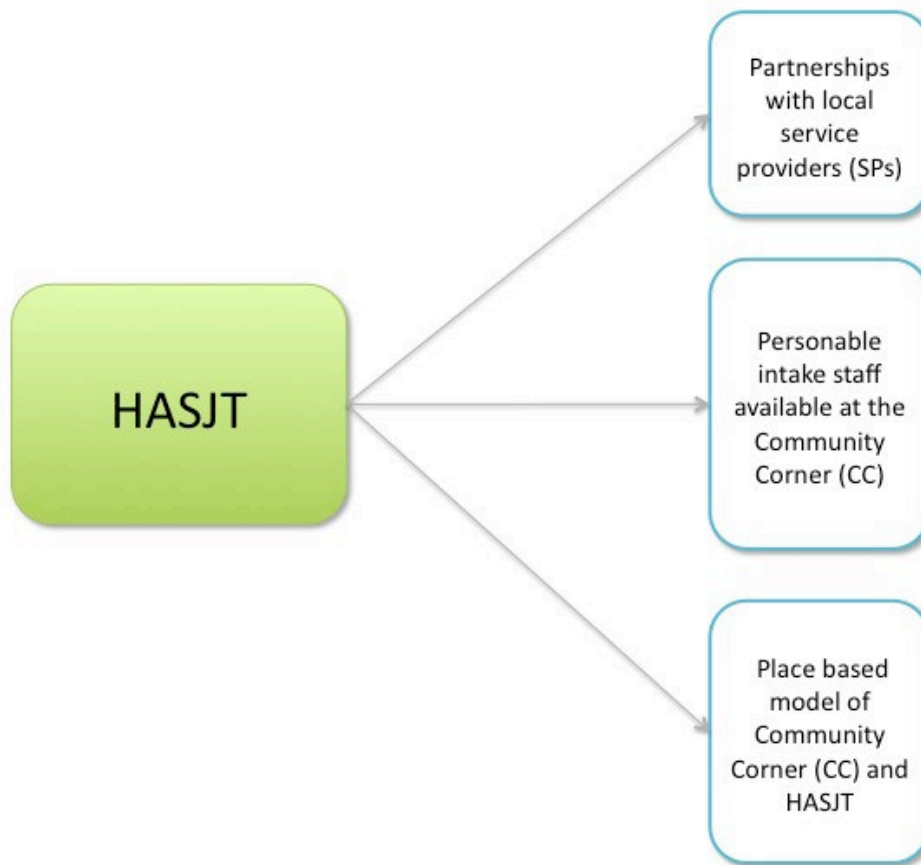 HASJT
Partnerships
with local
service
providers (SPs)
Personable
intake staff
available at the
Community
Corner (CC)
Place based
model of
Community
Corner (CC) and
HASJT